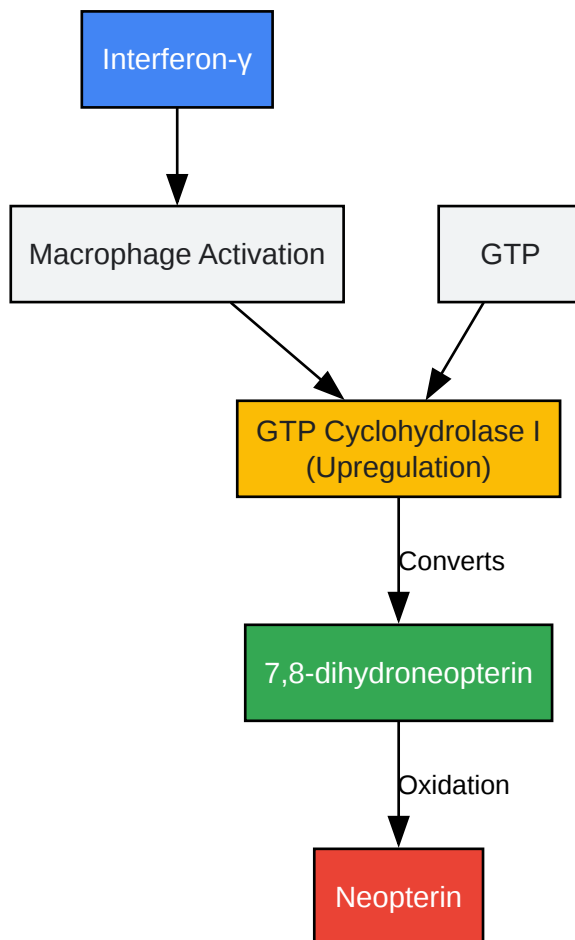 Interferon-γ
Macrophage Activation
GTP
GTP Cyclohydrolase I
(Upregulation)
Converts
7,8-dihydroneopterin
Oxidation
Neopterin